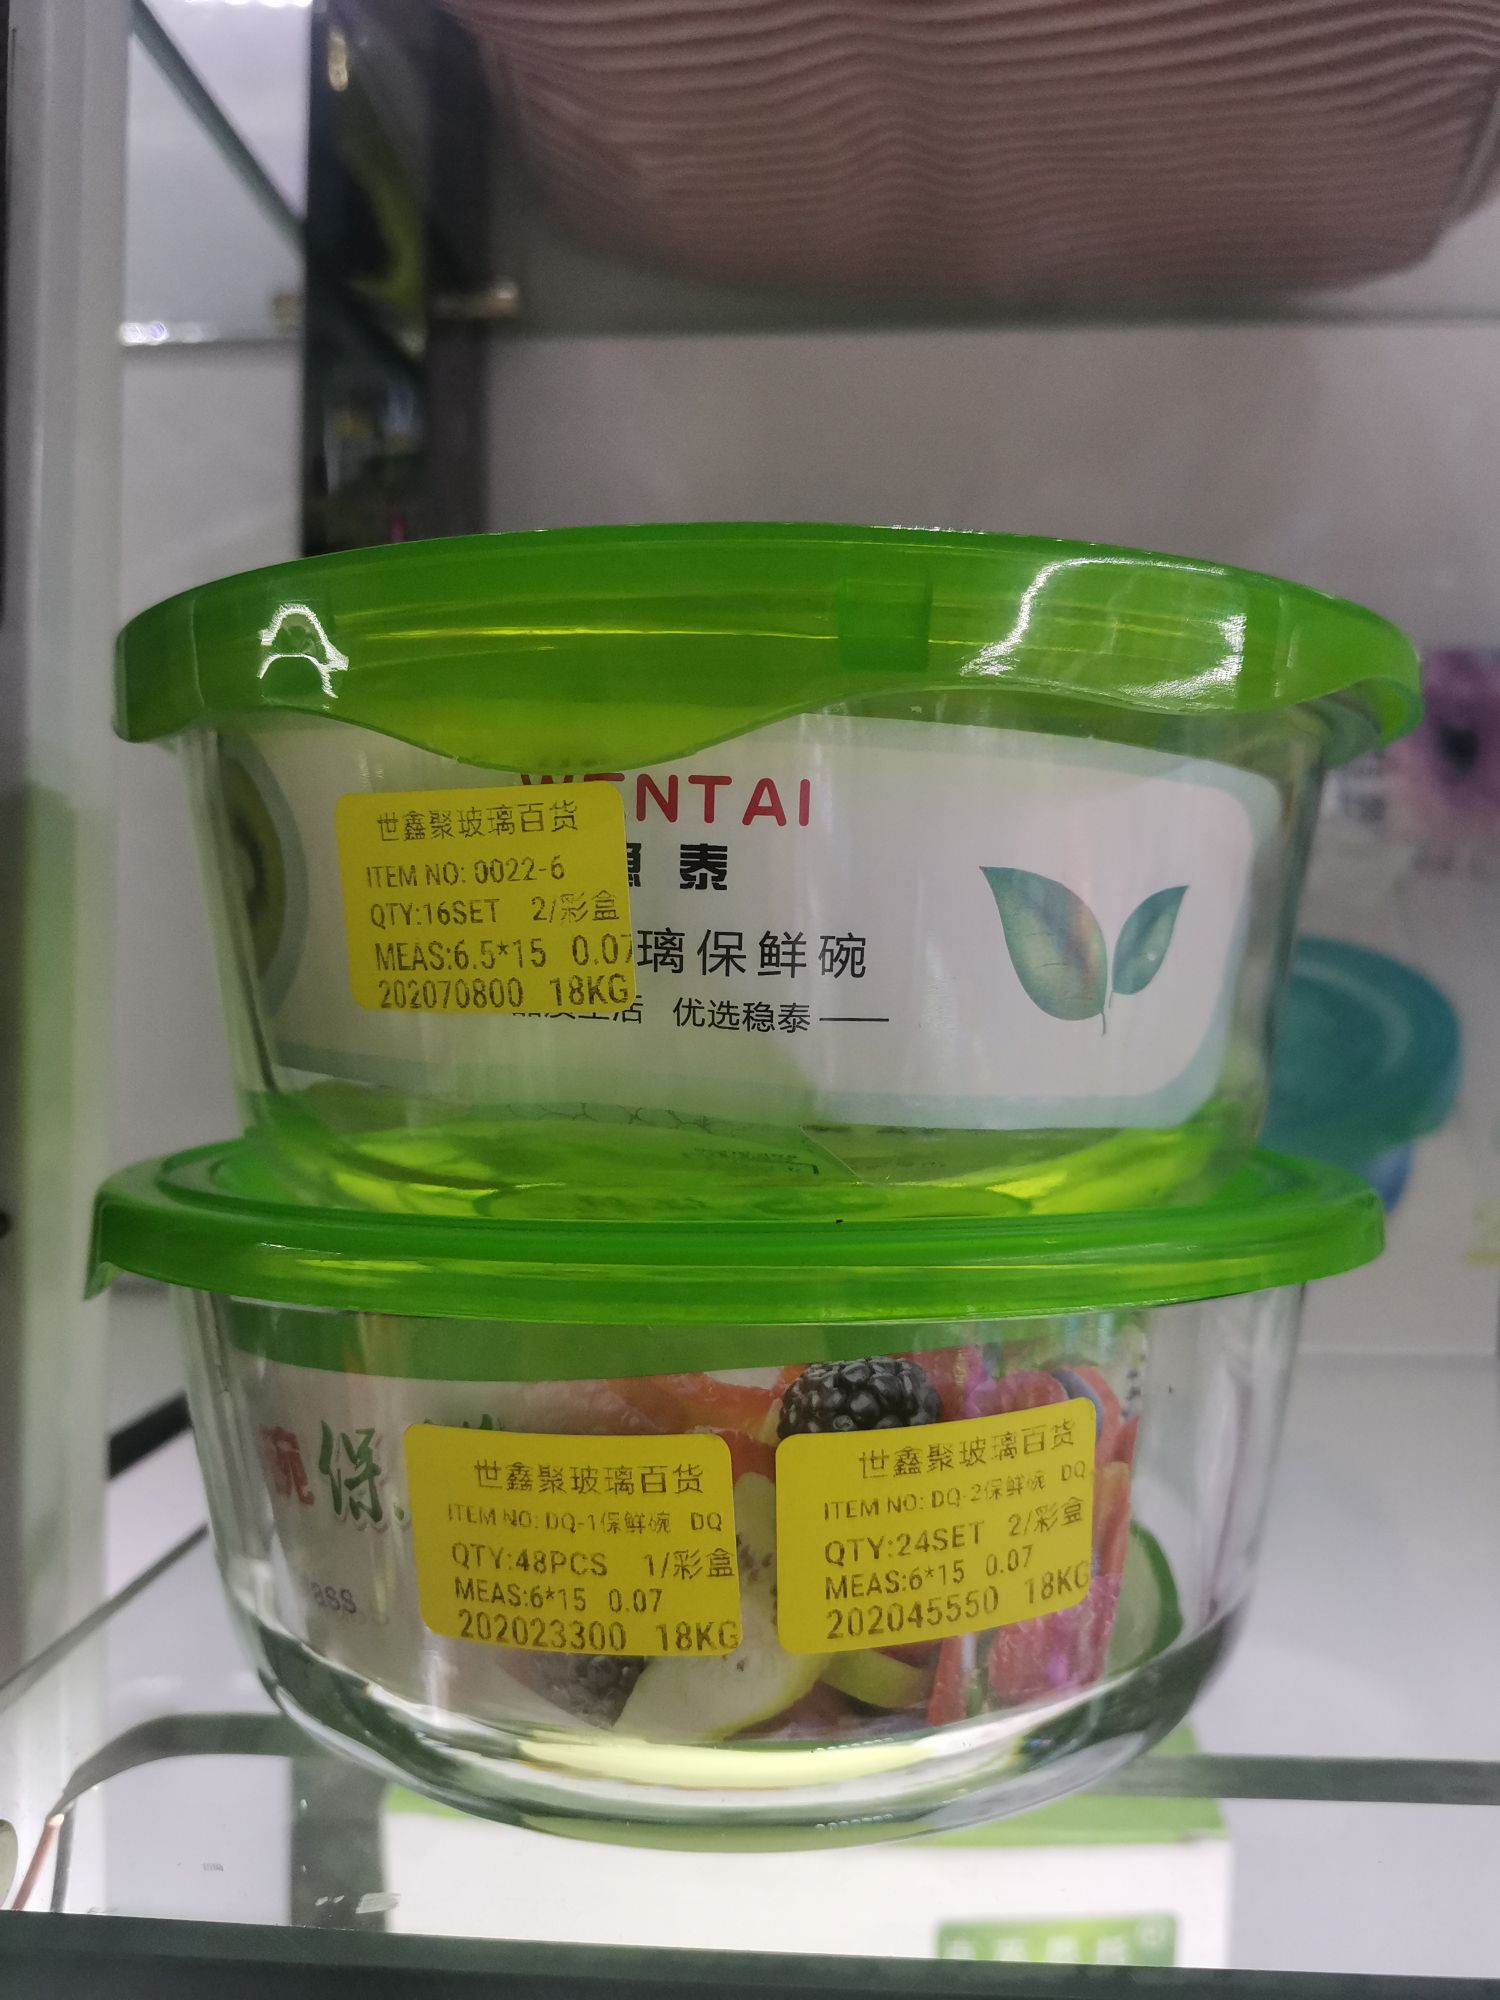 WENTAI
稳泰
璃保鲜碗
优选稳泰
世鑫聚玻璃百货
ITEM NO: 0022-6
QTY:16SET 2/彩盒
MEAS:6.5*15 0.07
202070800 18KG
碗保
ass
世鑫聚玻璃百货
ITEM NO: DQ-1保鲜碗 DQ
QTY:48PCS 1/彩盒
MEAS:6*15 0.07
202023300 18KG
世鑫聚玻璃百货
ITEM NO: DQ-2保鲜碗 DQ
QTY:24SET 2/彩盒
MEAS:6*15 0.07
202045550 18KG